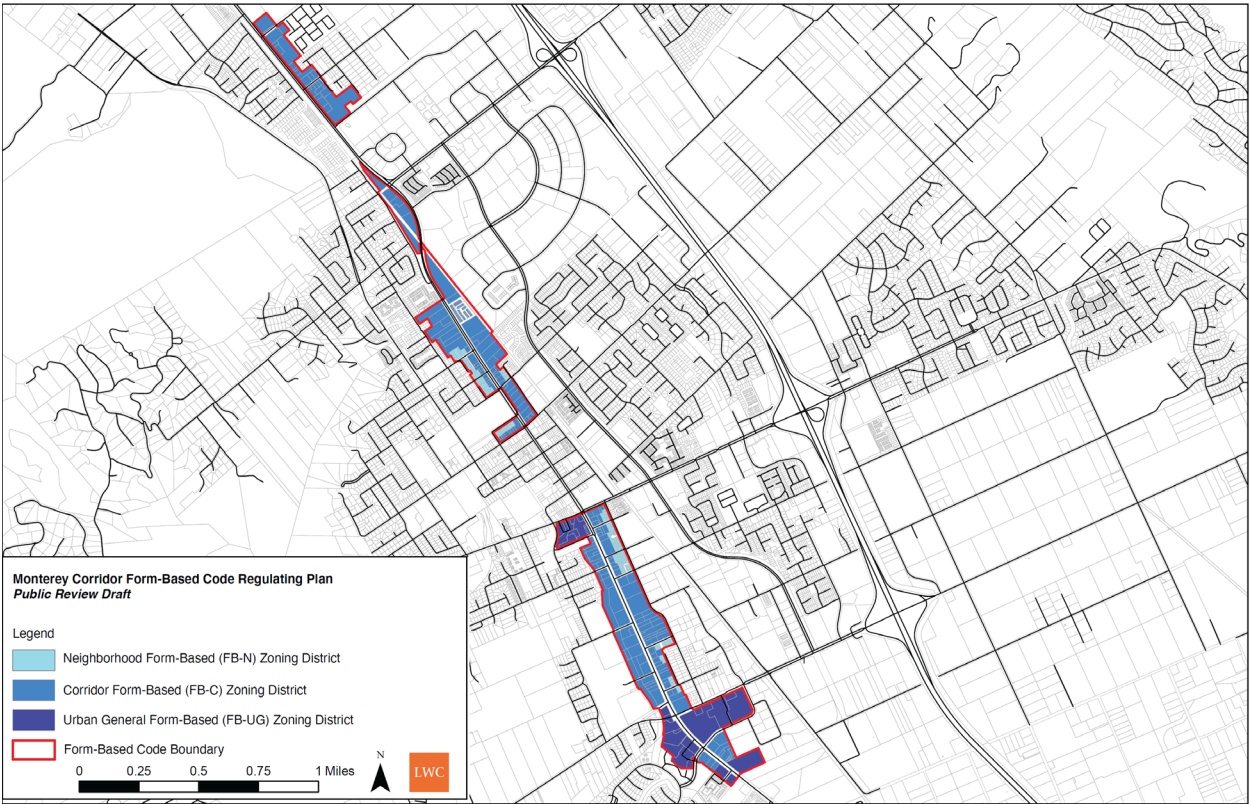 Monterey Corridor Form-Based Code Regulating Plan
Public Review Draft
Legend
Neighborhood Form-Based (FB-N) Zoning District
Corridor Form-Based (FB-C) Zoning District
Urban General Form-Based (FB-UG) Zoning District
Form-Based Code Boundary
0 0.25 0.5 0.75 1 Miles
N
LWC